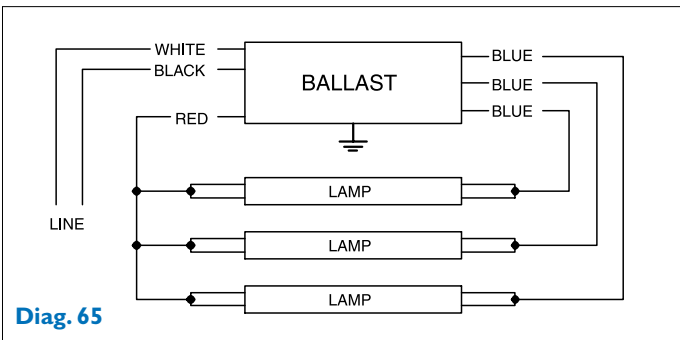 WHITE
BLACK
RED
BALLAST
BLUE
BLUE
BLUE
LAMP
LAMP
LAMP
LINE
Diag. 65